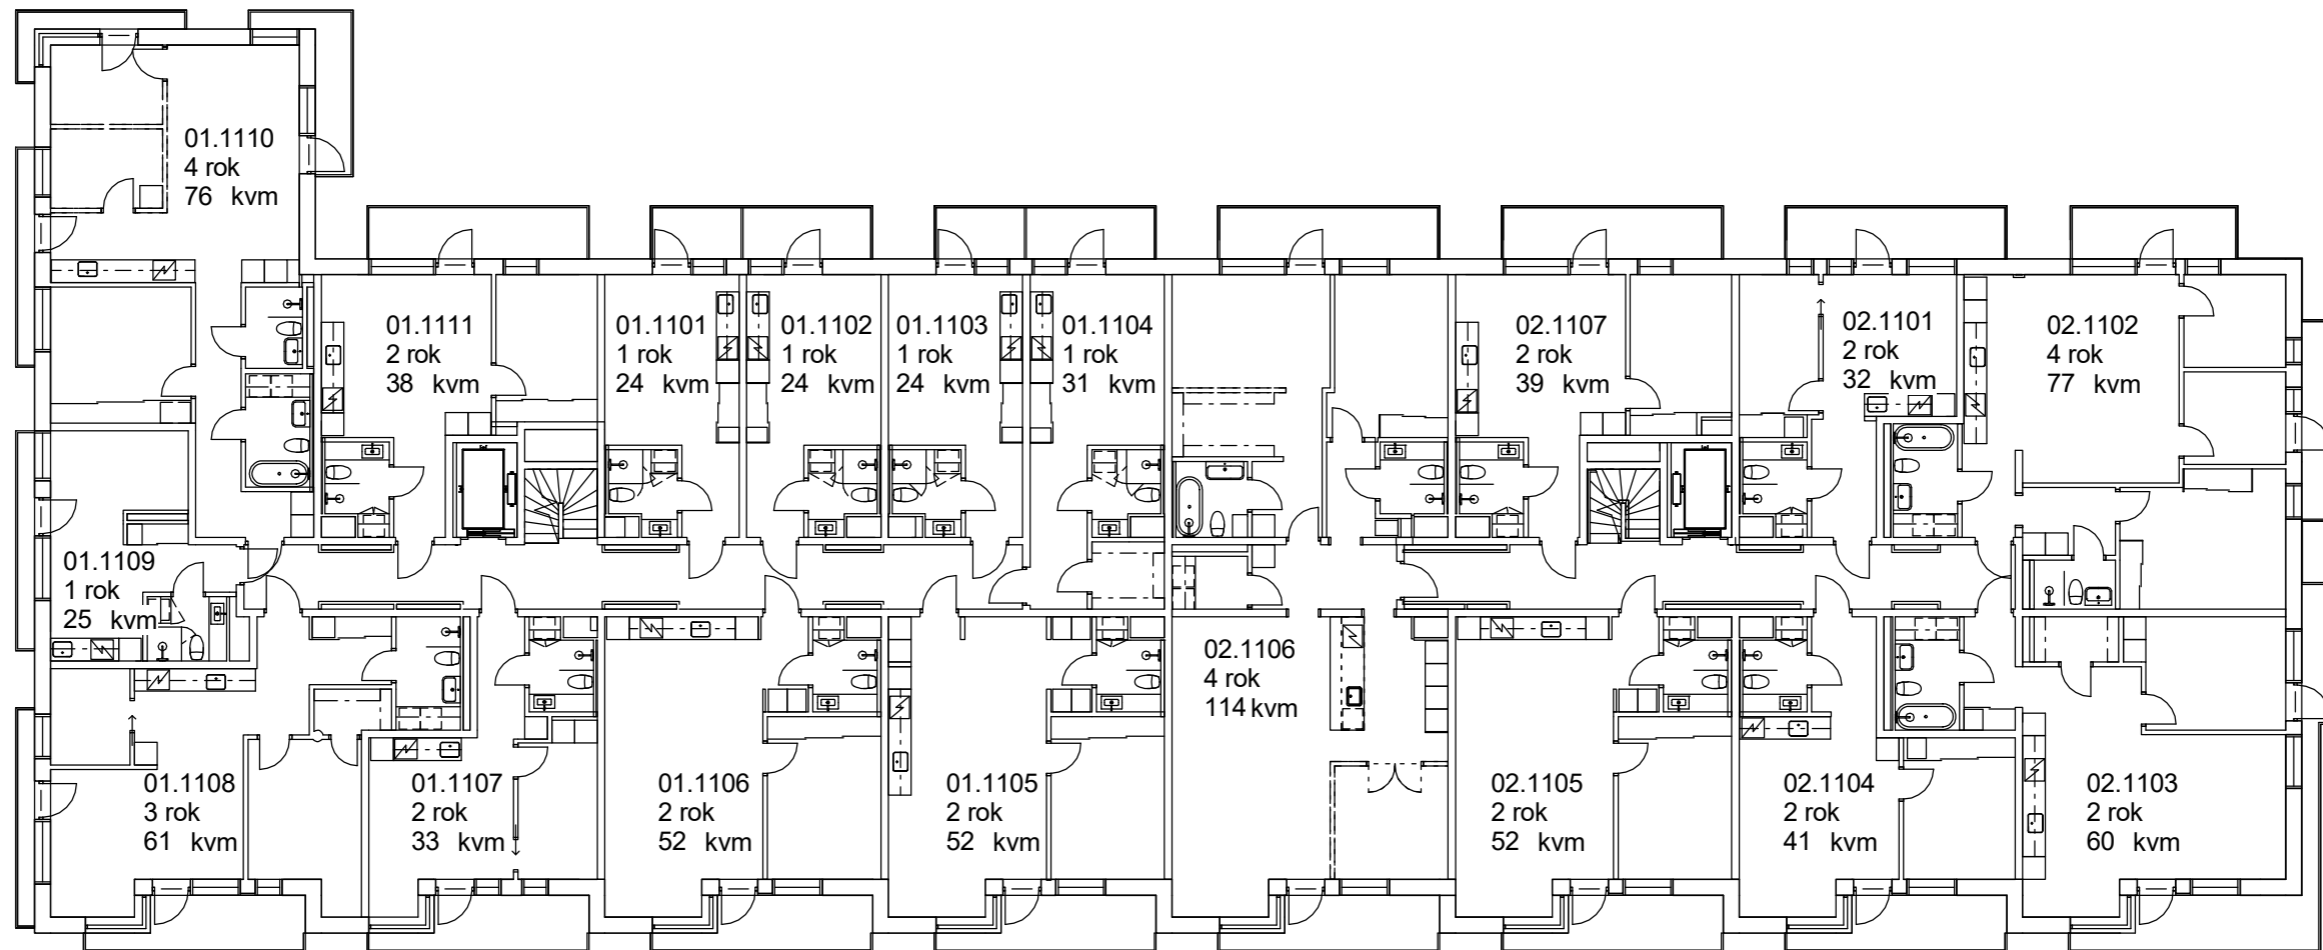 01.1110
4 rok
76 kvm
01.1111
2 rok
38 kvm
01.1101
1 rok
24 kvm
01.1102
1 rok
24 kvm
01.1103
1 rok
24 kvm
01.1104
1 rok
31 kvm
02.1107
2 rok
39 kvm
02.1101
2 rok
32 kvm
02.1102
4 rok
77 kvm
01.1109
1 rok
25 kvm
01.1108
3 rok
61 kvm
01.1107
2 rok
33 kvm
01.1106
2 rok
52 kvm
01.1105
2 rok
52 kvm
02.1106
4 rok
114 kvm
02.1105
2 rok
52 kvm
02.1104
2 rok
41 kvm
02.1103
2 rok
60 kvm